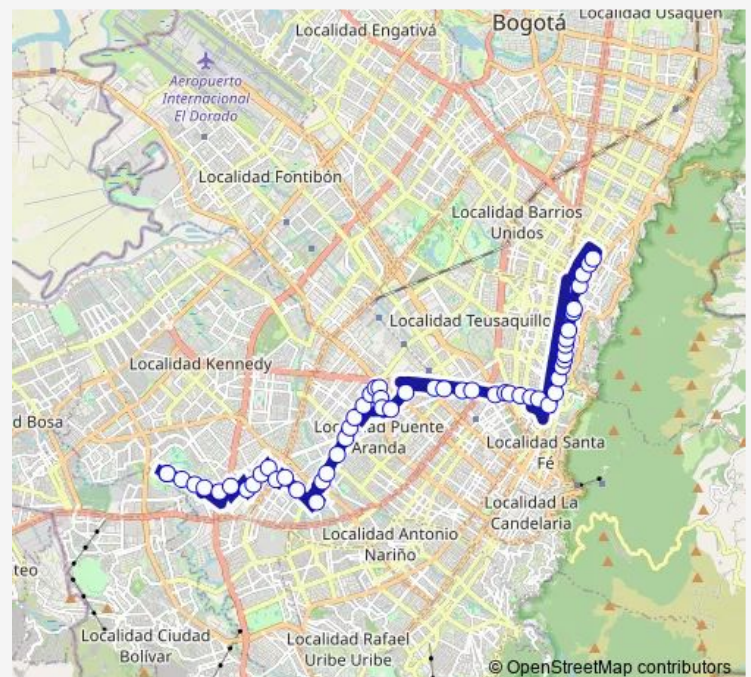 Localidad Usaquén
Bogotá
Localidad Engativá
Aeropuerto
Internacional
El Dorado
Localidad Fontibón
Localidad Barrios
Unidos
Localidad Teusaquillo
Localidad Kennedy
d Bosa
Aranda
Localidad Santa
Fé
Localidad La
Candelaria
Localidad Antonio
Nariño
teo
Localidad Ciudad
Bolívar
Localidad Rafael
Uribe Uribe
© OpenStreetMap contributors